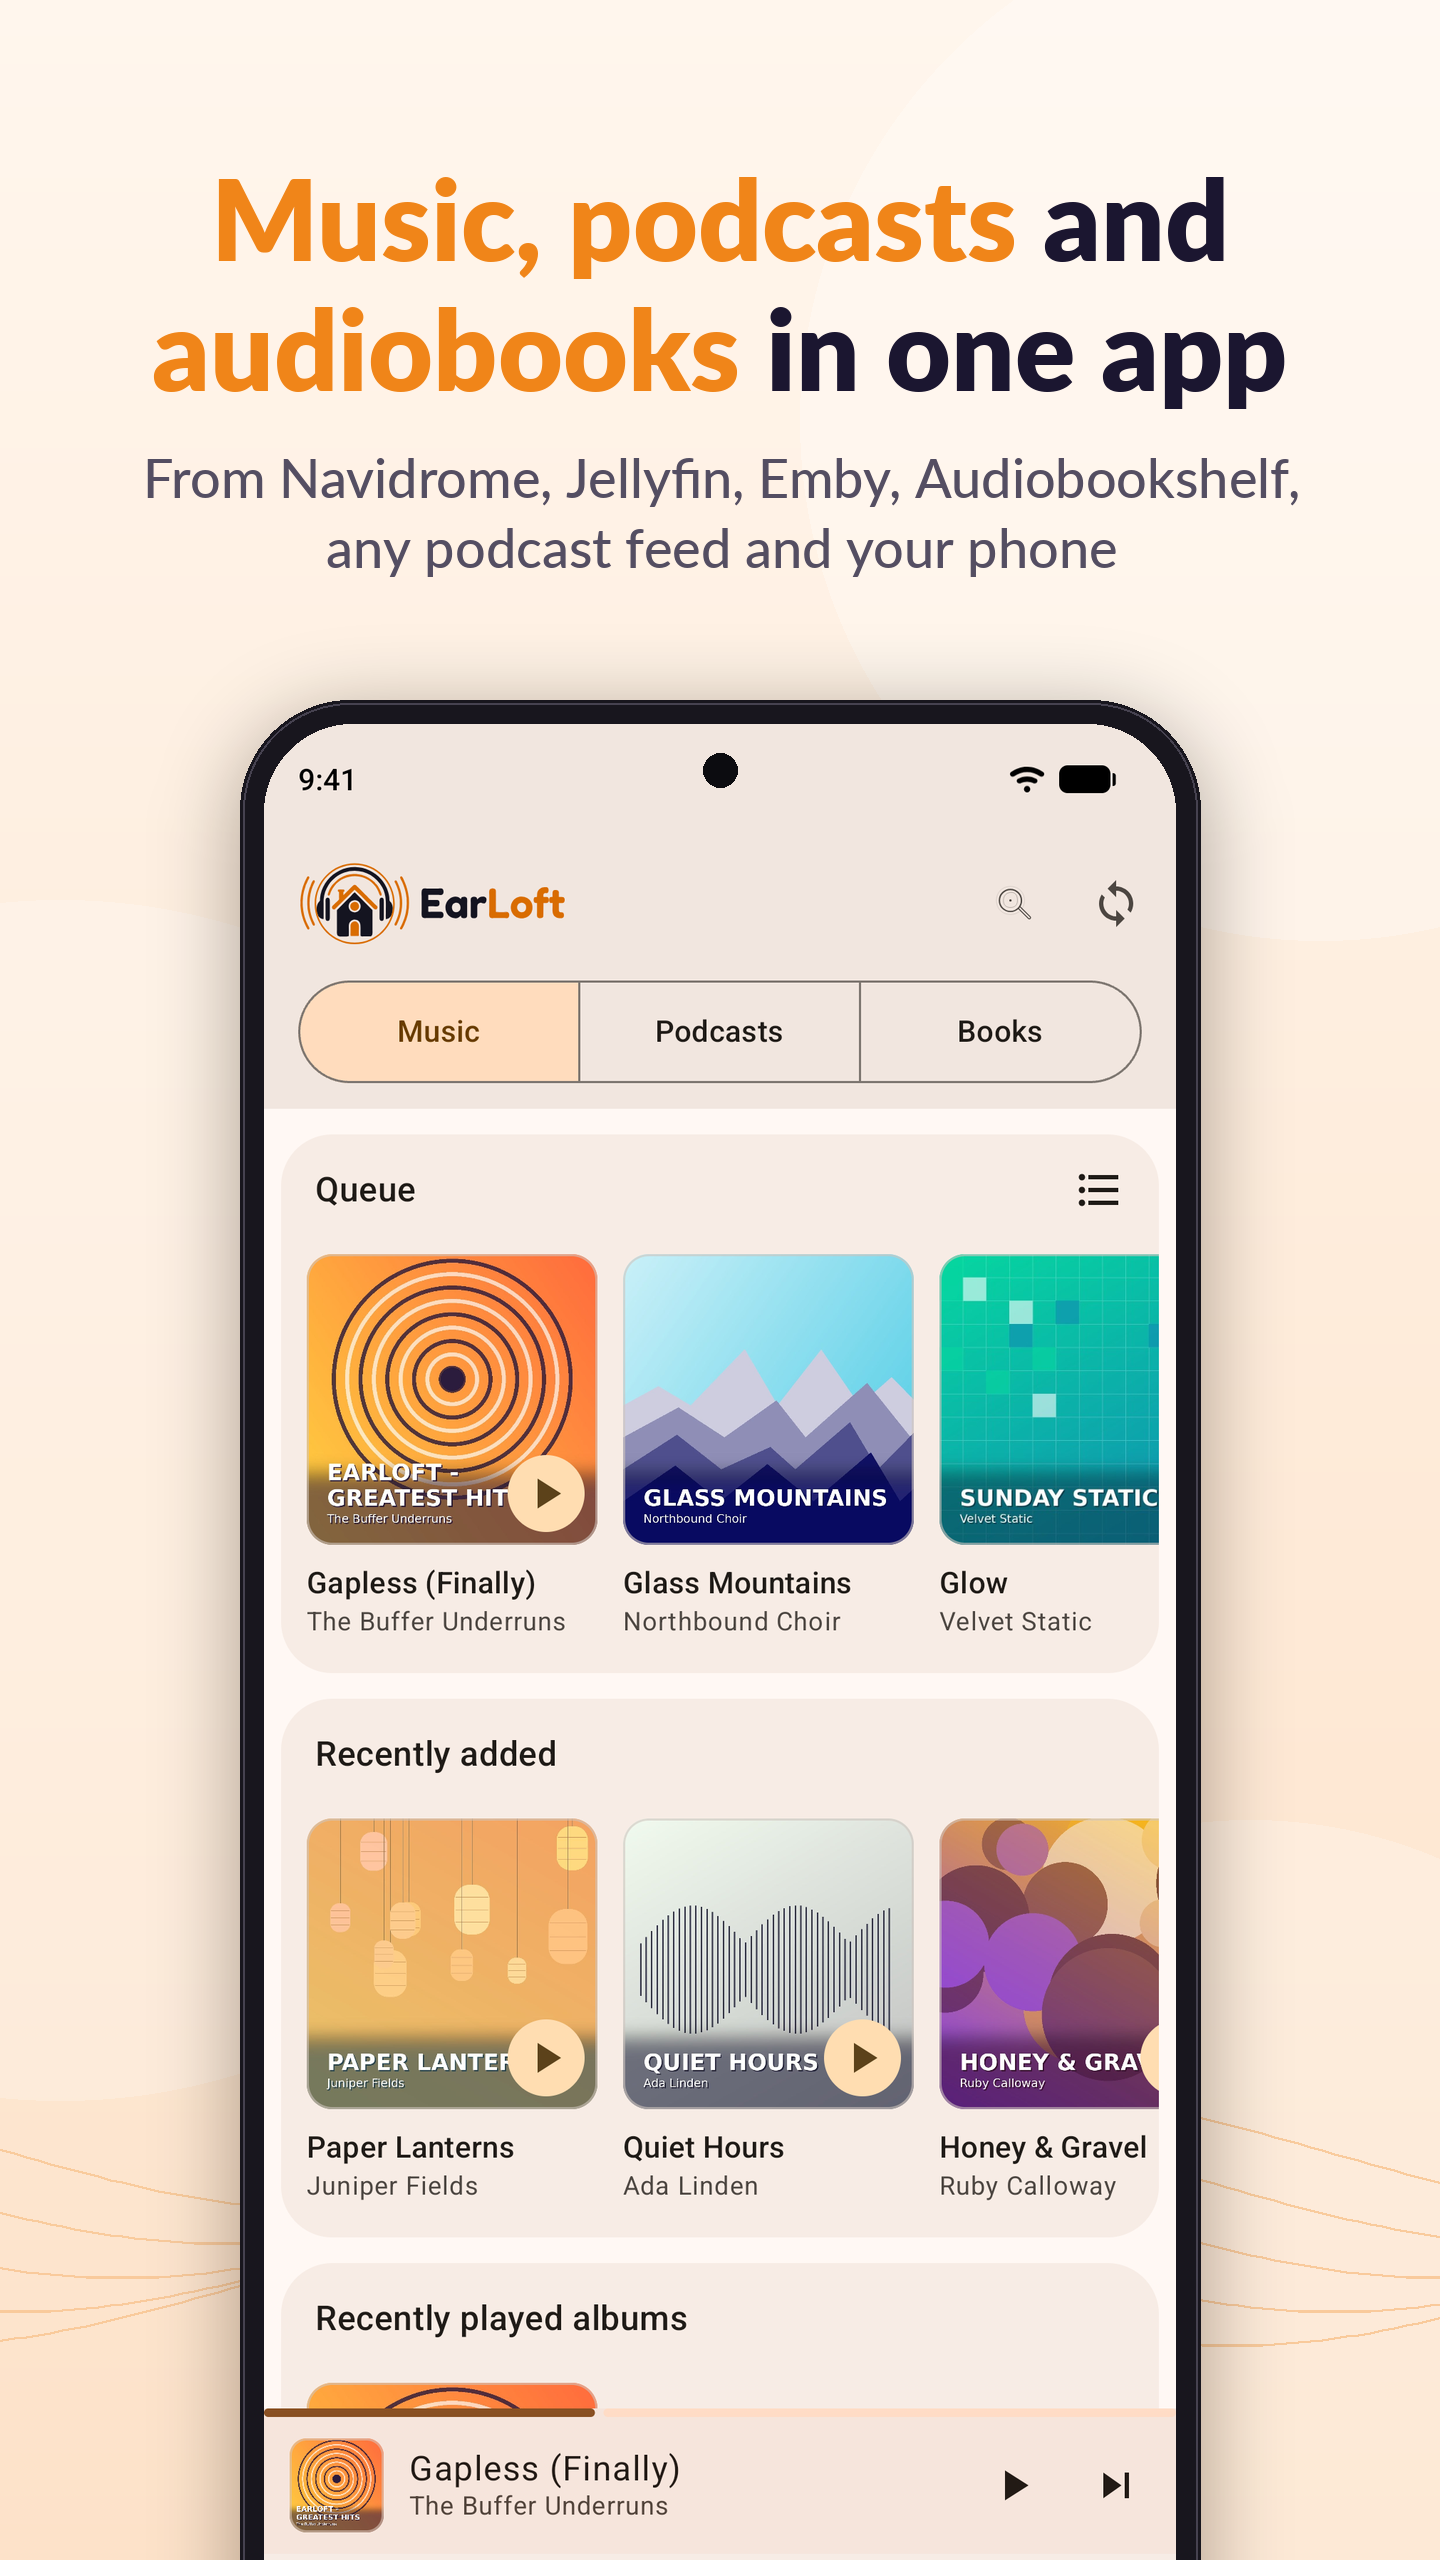 Music, podcasts and
audiobooks in one app
From Navidrome, Jellyfin, Emby, Audiobookshelf,
any podcast feed and your phone
9:41
EarLoft
Music
Podcasts
Books
Queue
EARLOFT -
GREATEST HIT
The Buffer Underruns
GLASS MOUNTAINS
Northbound Choir
SUNDAY STATIC
Velvet Static
Gapless (Finally)
The Buffer Underruns
Glass Mountains
Northbound Choir
Glow
Velvet Static
Recently added
PAPER LANTER
Juniper Fields
QUIET HOURS
Ada Linden
HONEY & GRAV
Ruby Calloway
Paper Lanterns
Juniper Fields
Quiet Hours
Ada Linden
Honey & Gravel
Ruby Calloway
Recently played albums
EARLOFT -
GREATEST HITS
Gapless (Finally)
The Buffer Underruns